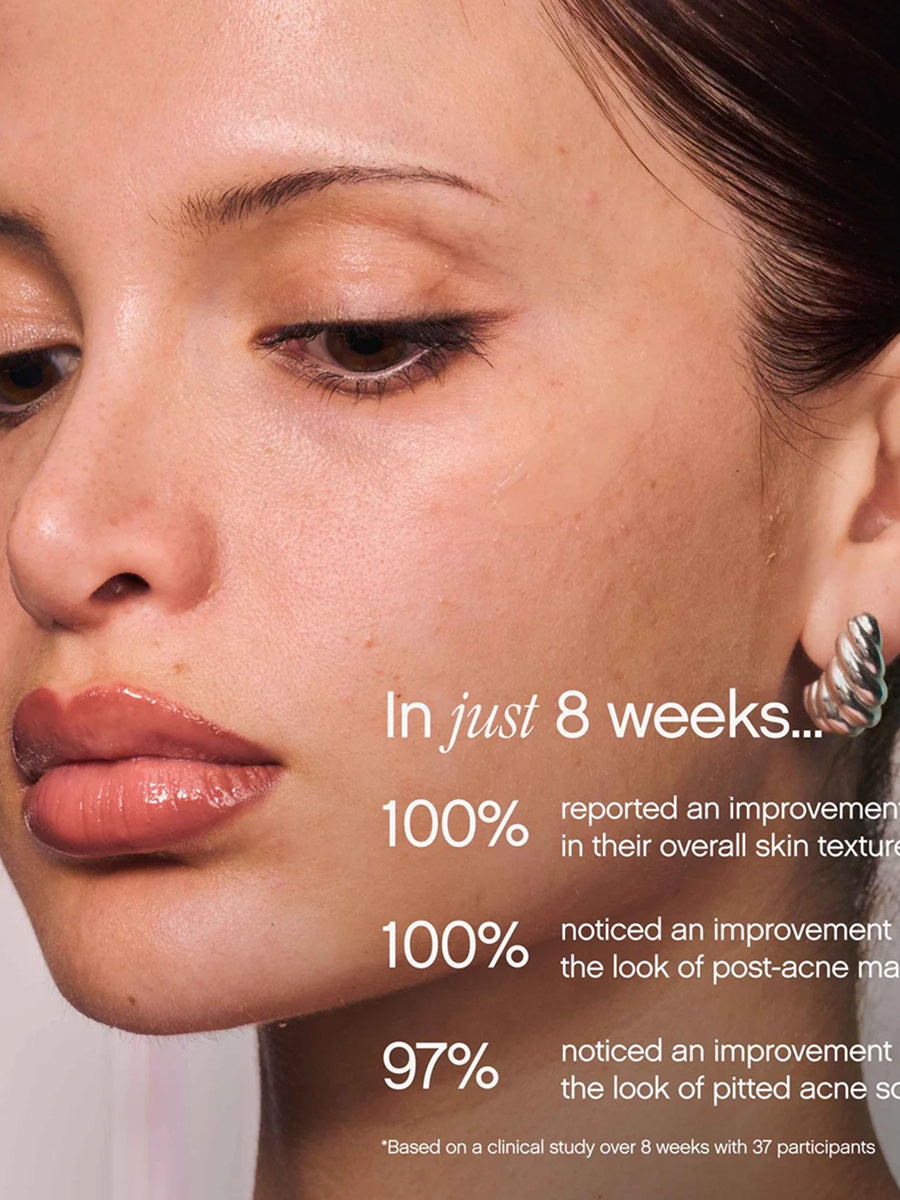 In just 8 weeks...
100%
reported an improvement
in their overall skin texture
100%
noticed an improvement
the look of post-acne
97%
noticed an improvement
the look of pitted acne
*Based on a clinical study over 8 weeks with 37 participants